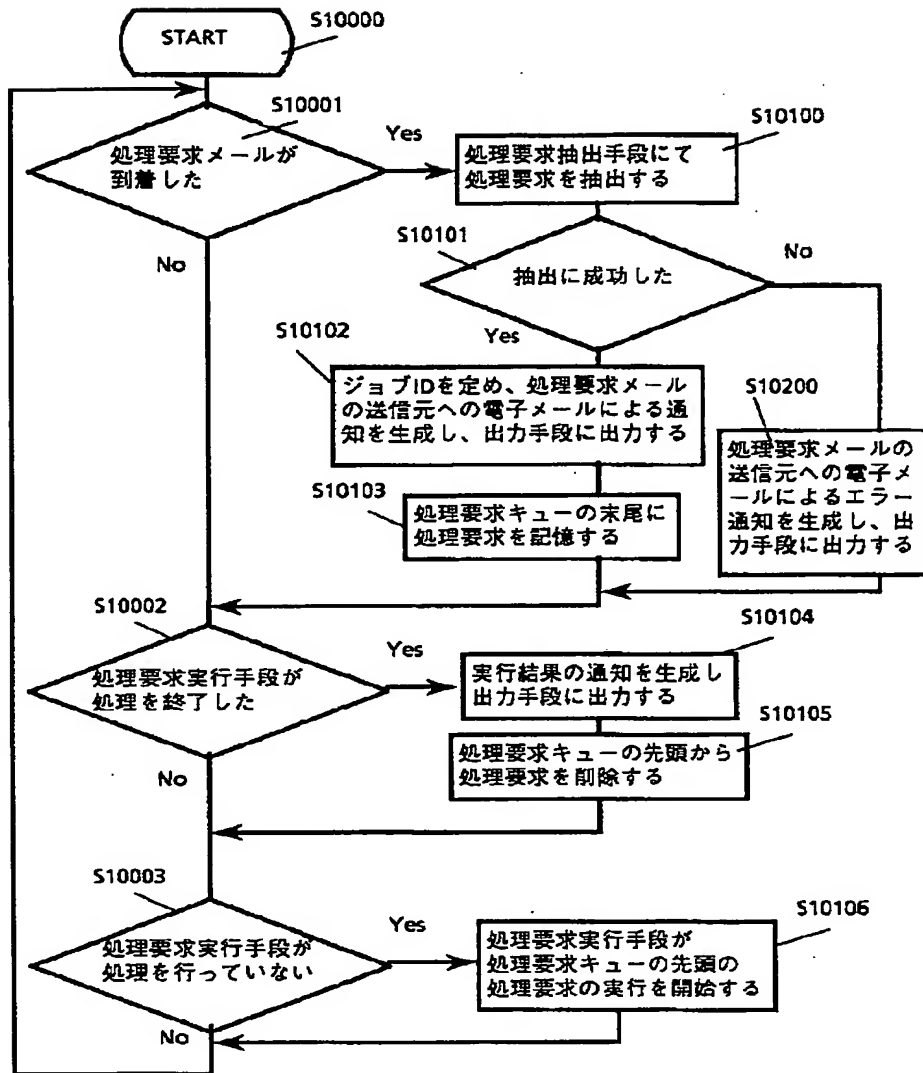 START
S10000
S10001
処理要求メールが
到着した
Yes
No
S10100
処理要求抽出手段にて
処理要求を抽出する
S10101
抽出に成功した
No
Yes
S10102
ジョブIDを定め、処理要求メール
の送信元への電子メールによる通
知を生成し、出力手段に出力する
S10200
処理要求メールの
送信元への電子メ
ールによるエラー
通知を生成し、出
力手段に出力する
S10103
処理要求キューの末尾に
処理要求を記憶する
S10002
処理要求実行手段が
処理を終了した
Yes
No
S10104
実行結果の通知を生成し
出力手段に出力する
S10105
処理要求キューの先頭から
処理要求を削除する
S10003
処理要求実行手段が
処理を行っていない
Yes
No
S10106
処理要求実行手段が
処理要求キューの先頭の
処理要求の実行を開始する